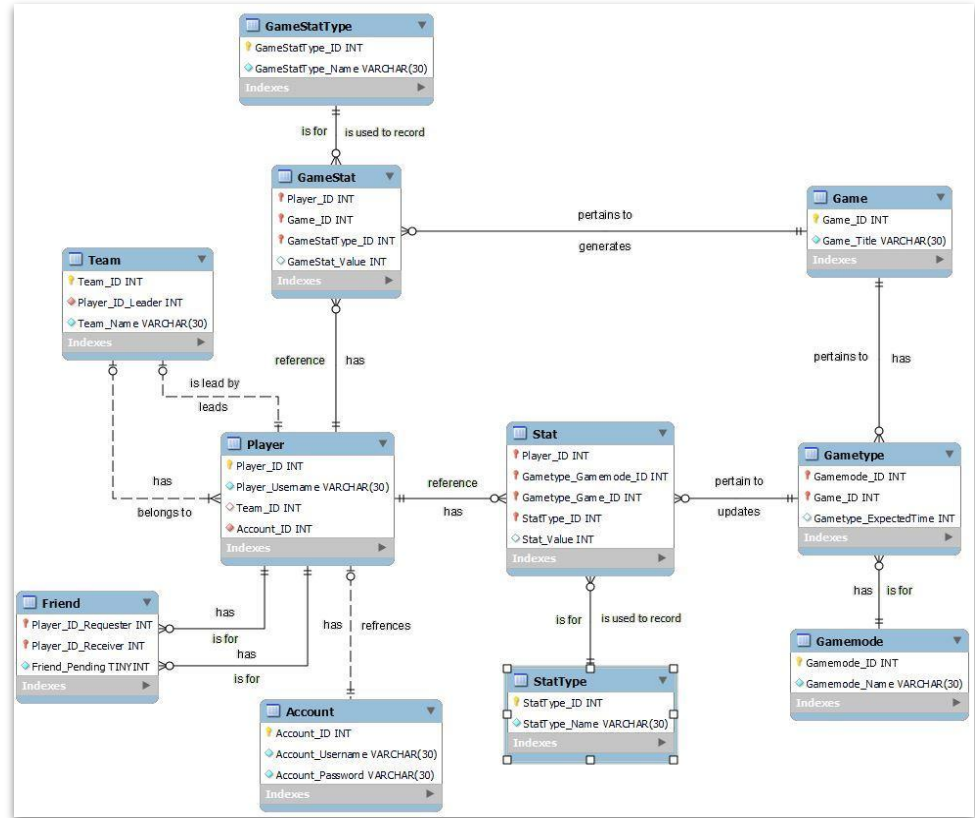 GameStatType
GameStatType_ID INT
GameStatType_Name VARCHAR(30)
Indexes
is for
is used to record
GameStat
Player_ID INT
Game_ID INT
GameStatType_ID INT
GameStat_Value INT
Indexes
pertains to
generates
Game
Game_ID INT
Game_Title VARCHAR(30)
Indexes
Team
Team_ID INT
Player_ID_Leader INT
Team_Name VARCHAR(30)
Indexes
is lead by
leads
reference
has
pertains to
has
Player
Player_ID INT
Player_Username VARCHAR(30)
Team_ID INT
Account_ID INT
Indexes
has
belongs to
reference
has
Stat
Player_ID INT
Gametype_Gamemode_ID INT
Gametype_Game_ID INT
StatType_ID INT
Stat_Value INT
Indexes
pertain to
updates
Gametype
Gamemode_ID INT
Game_ID INT
Gametype_ExpectedTime INT
Indexes
Friend
Player_ID_Requester INT
Player_ID_Receiver INT
Friend_Pending TINYINT
Indexes
has
is for
has
is for
has
refrences
is for
is used to record
has
is for
Gamemode
Gamemode_ID INT
Gamemode_Name VARCHAR(30)
Indexes
StatType
StatType_ID INT
StatType_Name VARCHAR(30)
Indexes
Account
Account_ID INT
Account_Username VARCHAR(30)
Account_Password VARCHAR(30)
Indexes